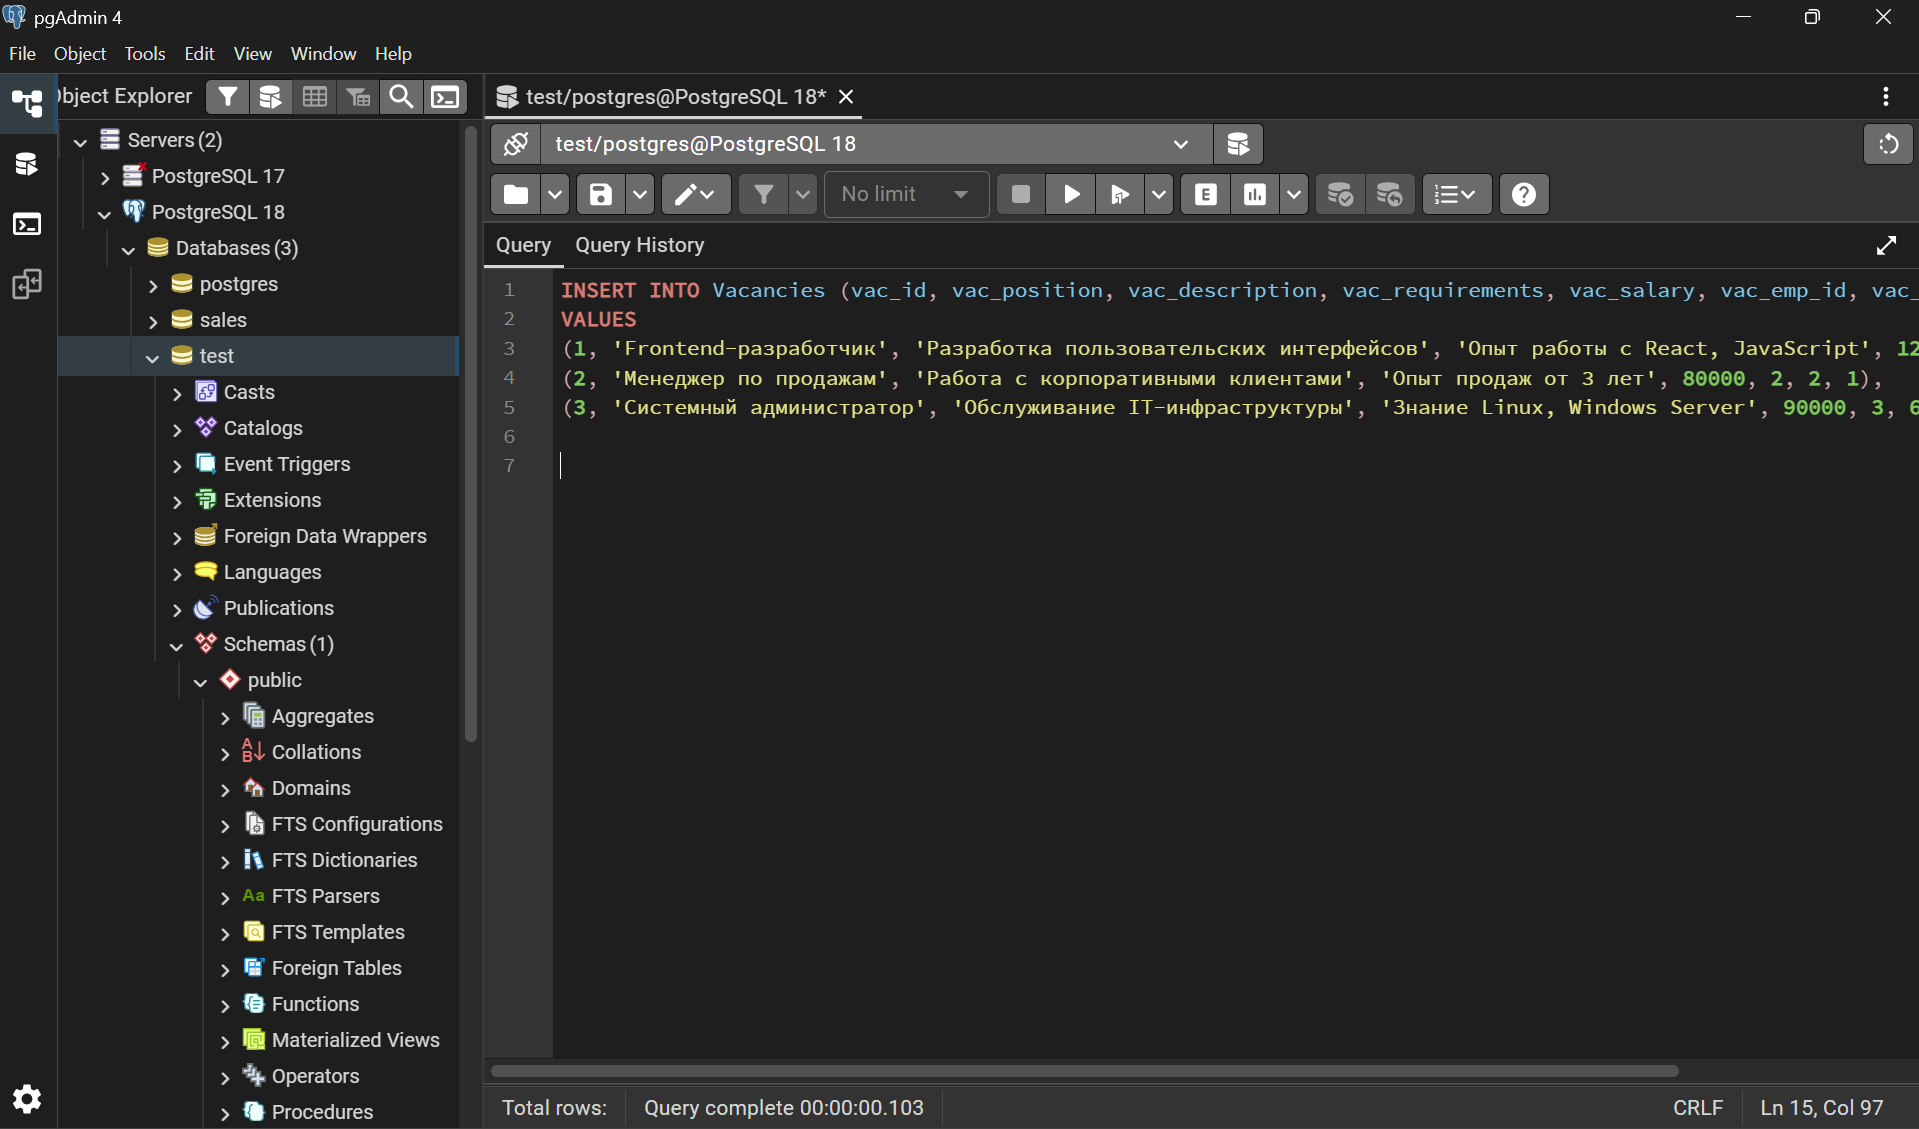 pgAdmin 4
File Object Tools Edit View Window Help
bject Explorer
test/postgres@PostgreSQL 18*
Servers (2)
PostgreSQL 17
PostgreSQL 18
Databases (3)
postgres
sales
test
Casts
Catalogs
Event Triggers
Extensions
Foreign Data Wrappers
Languages
Publications
Schemas (1)
public
Aggregates
Collations
Domains
FTS Configurations
FTS Dictionaries
Aa FTS Parsers
FTS Templates
Foreign Tables
Functions
Materialized Views
Operators
Procedures
test/postgres@PostgreSQL 18
No limit
E
Query Query History
1 INSERT INTO Vacancies (vac_id, vac_position, vac_description, vac_requirements, vac_salary, vac_emp_id, vac_
2 VALUES
3 (1, 'Frontend-разработчик', 'Разработка пользовательских интерфейсов', 'Опыт работы с React, JavaScript', 12
4 (2, 'Менеджер по продажам', 'Работа с корпоративными клиентами', 'Опыт продаж от 3 лет', 80000, 2, 2, 1),
5 (3, 'Системный администратор', 'Обслуживание IT-инфраструктуры', 'Знание Linux, Windows Server', 90000, 3, 6
6
7
Total rows: Query complete 00:00:00.103 CRLF Ln 15, Col 97